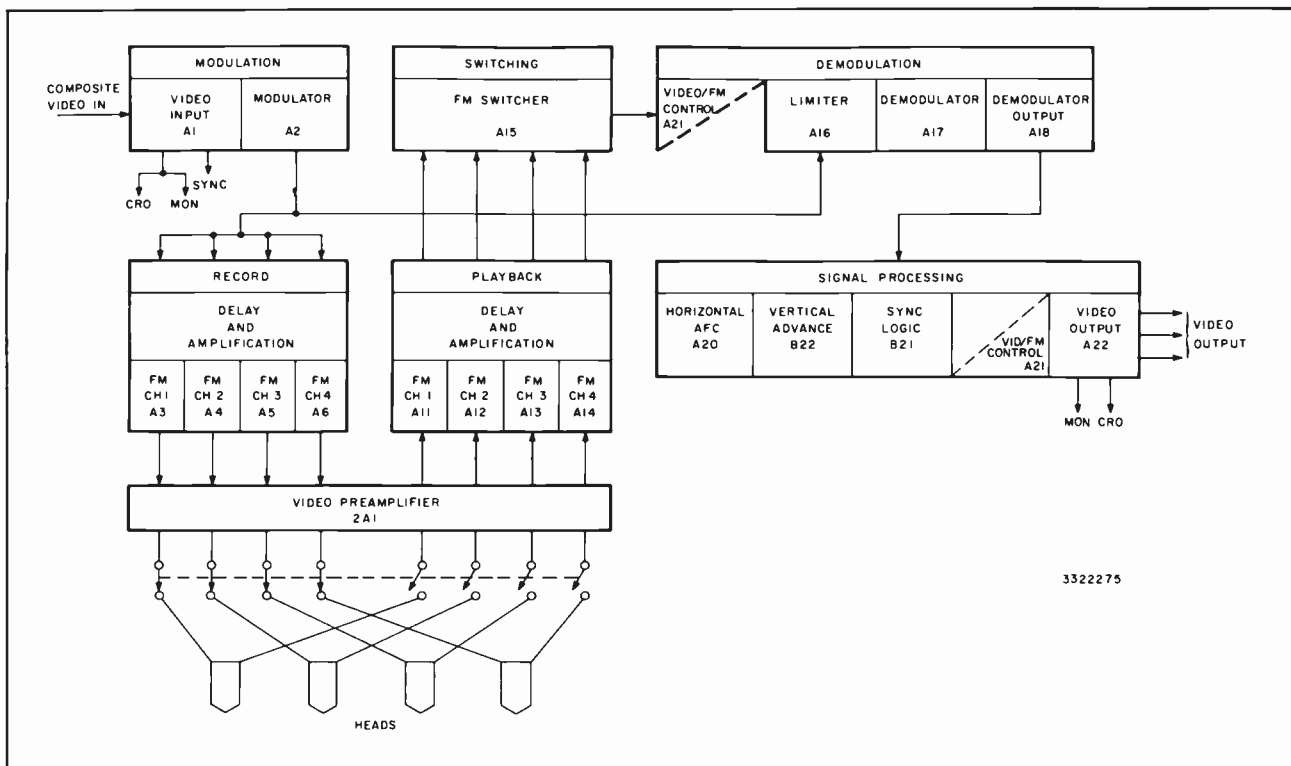 MODULATION
COMPOSITE
VIDEO IN
VIDEO
INPUT
A1
MODULATOR
A2
CRO
MON
SYNC
SWITCHING
FM SWITCHER
A15
DEMODULATION
VIDEO/FM
CONTROL
A21
LIMITER
A16
DEMODULATOR
A17
DEMODULATOR
OUTPUT
A18
RECORD
DELAY
AND
AMPLIFICATION
FM
CH 1
A3
FM
CH 2
A4
FM
CH 3
A5
FM
CH 4
A6
PLAYBACK
DELAY
AND
AMPLIFICATION
FM
CH 1
A11
FM
CH 2
A12
FM
CH 3
A13
FM
CH 4
A14
SIGNAL PROCESSING
HORIZONTAL
AFC
A20
VERTICAL
ADVANCE
B22
SYNC
LOGIC
B21
VID/FM
CONTROL
A21
VIDEO
OUTPUT
A22
VIDEO
OUTPUT
MON CRO
VIDEO PREAMPLIFIER
2A1
3322275
HEADS